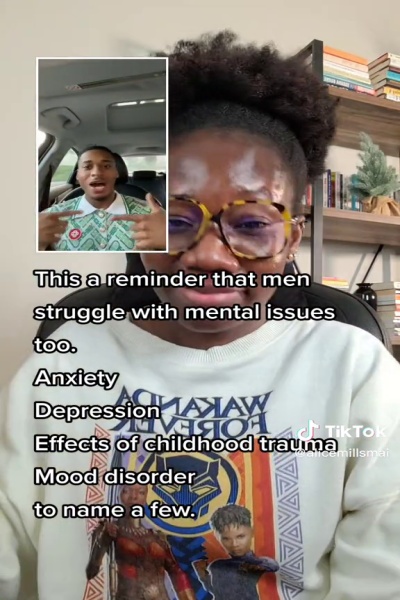 This a reminder that men
struggle with mental issues
too.
Anxiety
Depression
WAKANDA
FOREVER
Effects of childhood trauma
TikTok
@alicemillsmai
Mood disorder
to name a few.